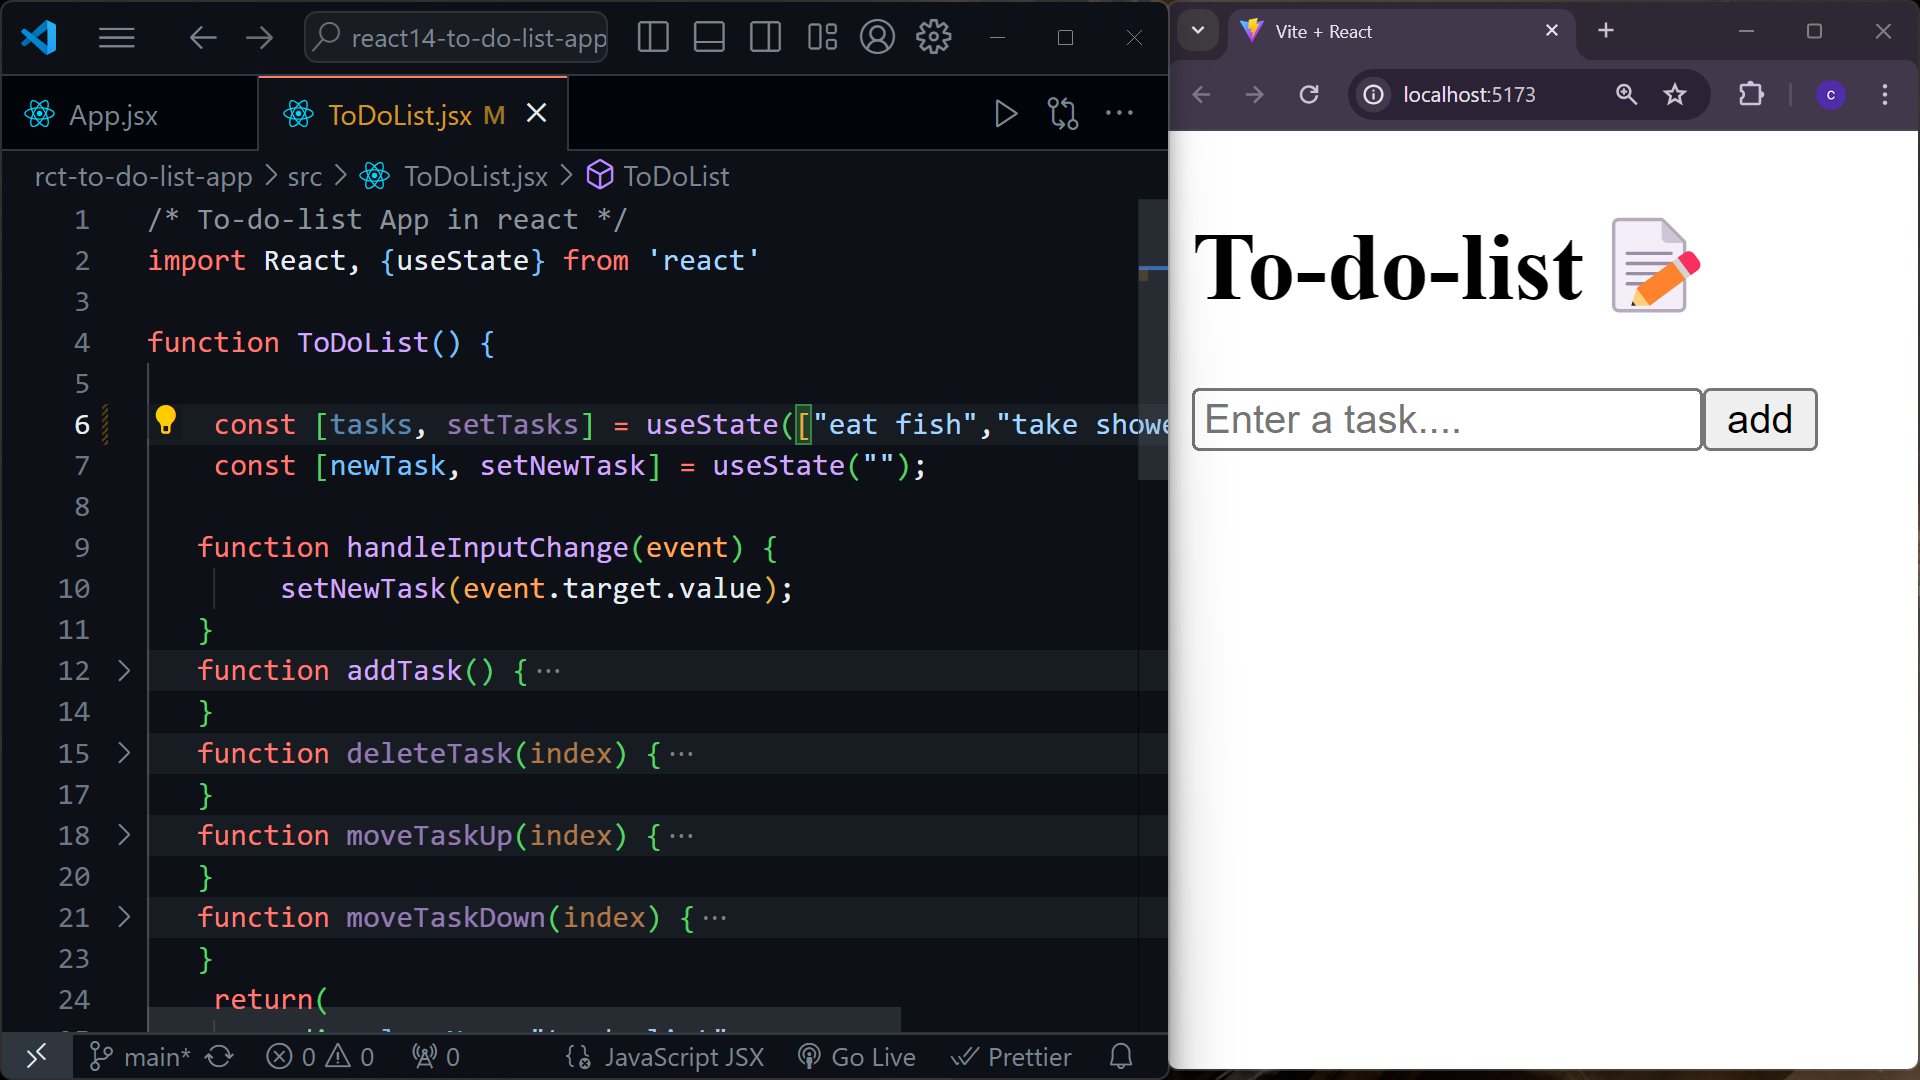 react14-to-do-list-app
App.jsx
ToDoList.jsx M
rct-to-do-list-app > src > ToDoList.jsx > ToDoList
1 /* To-do-list App in react */
2 import React, {useState} from 'react'
3
4 function ToDoList() {
5
6 const [tasks, setTasks] = useState(["eat fish","take showe
7 const [newTask, setNewTask] = useState("");
8
9 function handleInputChange(event) {
10 setNewTask(event.target.value);
11 }
12 function addTask() {···
14 }
15 function deleteTask(index) {···
17 }
18 function moveTaskUp(index) {···
20 }
21 function moveTaskDown(index) {···
23 }
24 return(
main* 0 0 0 JavaScript JSX Go Live Prettier
Vite + React
localhost:5173
c
To-do-list
Enter a task....
add